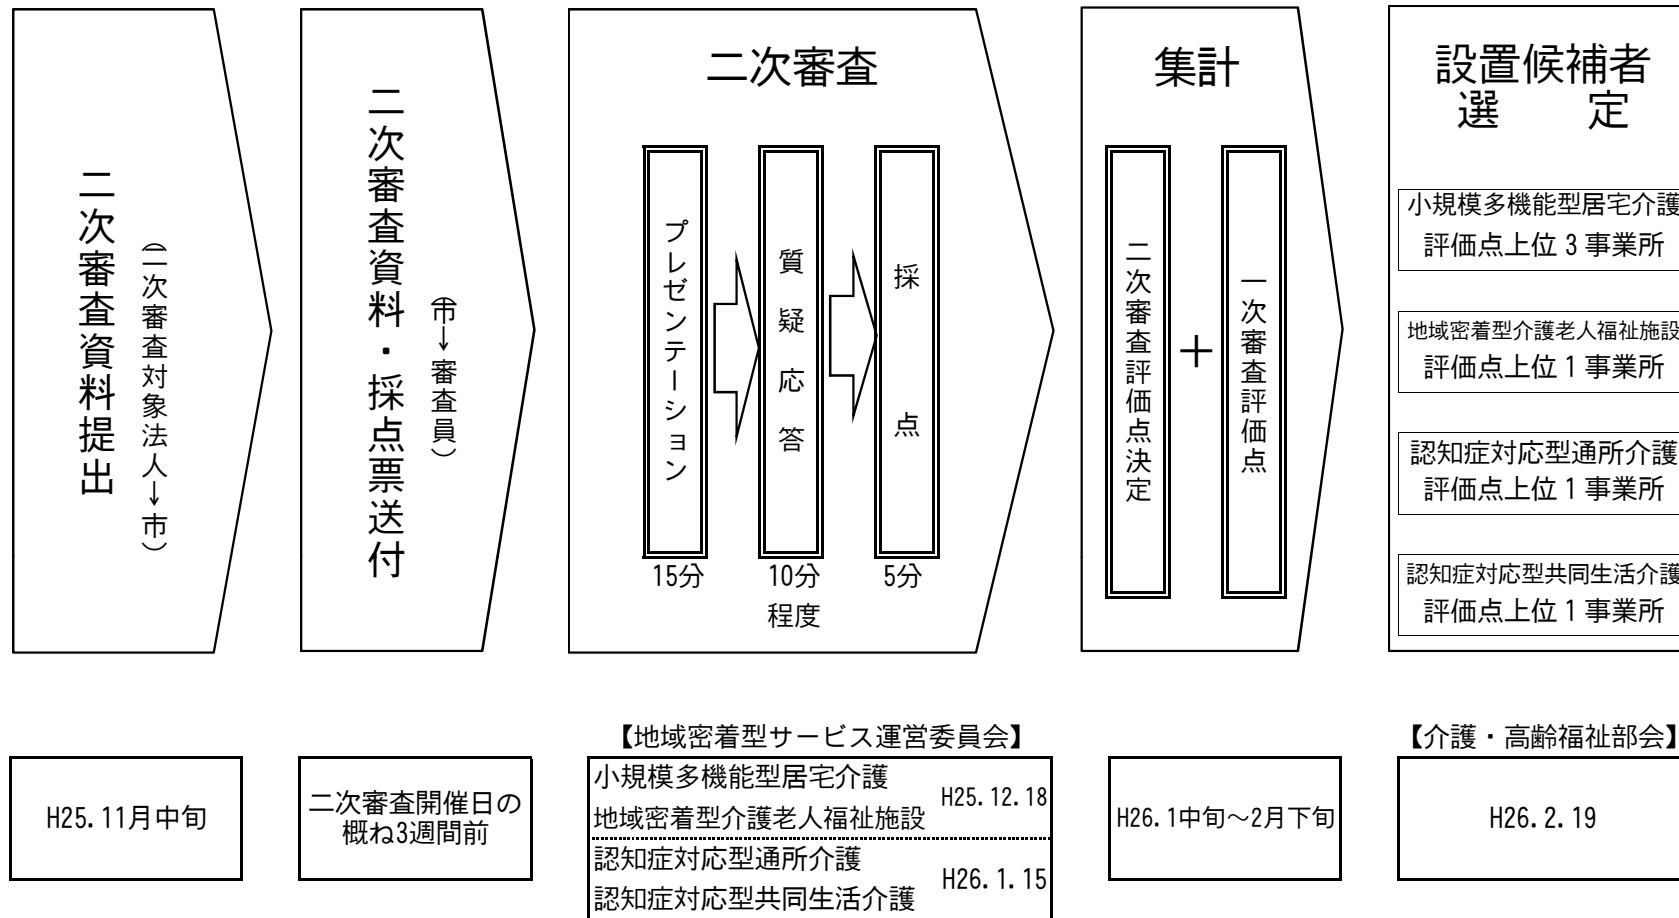 二次審査資料提出
（二次審査対象法人→市）
二次審査資料・採点票送付
（市→審査員）
二次審査
プレゼンテーション
質疑応答
採点
15分
10分
5分
程度
集計
二次審査評価点決定
＋
一次審査評価点
設置候補者
選　定
小規模多機能型居宅介護
評価点上位3事業所
地域密着型介護老人福祉施設
評価点上位1事業所
認知症対応型通所介護
評価点上位1事業所
認知症対応型共同生活介護
評価点上位1事業所
H25.11月中旬
二次審査開催日の
概ね3週間前
【地域密着型サービス運営委員会】
小規模多機能型居宅介護
地域密着型介護老人福祉施設
H25.12.18
認知症対応型通所介護
認知症対応型共同生活介護
H26.1.15
H26.1中旬～2月下旬
【介護・高齢福祉部会】
H26.2.19